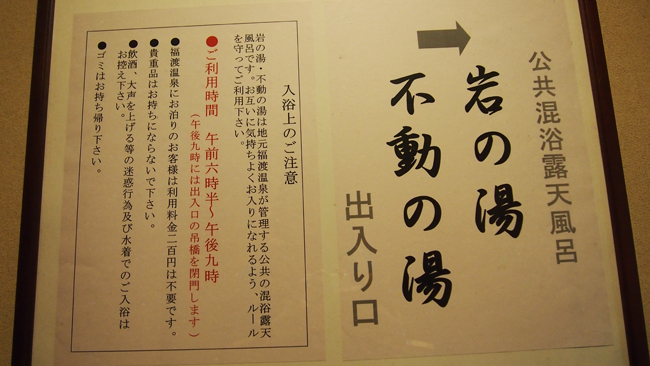 公共混浴露天風呂
岩の湯
不動の湯
出入り口
入浴上のご注意
岩の湯・不動の湯は地元福渡温泉が管理する公共の混浴露天
風呂です。お互いに気持ちよくお入りになれるよう、ルール
を守ってご利用下さい。
●ご利用時間　午前六時半～午後九時
（午後九時には出入口の吊橋を閉門します）
●福渡温泉にお泊りのお客様は利用料金二百円は不要です。
●貴重品はお持ちにならないで下さい。
●飲酒、大声を上げる等の迷惑行為及び水着でのご入浴は
お控え下さい。
●ゴミはお持ち帰り下さい。